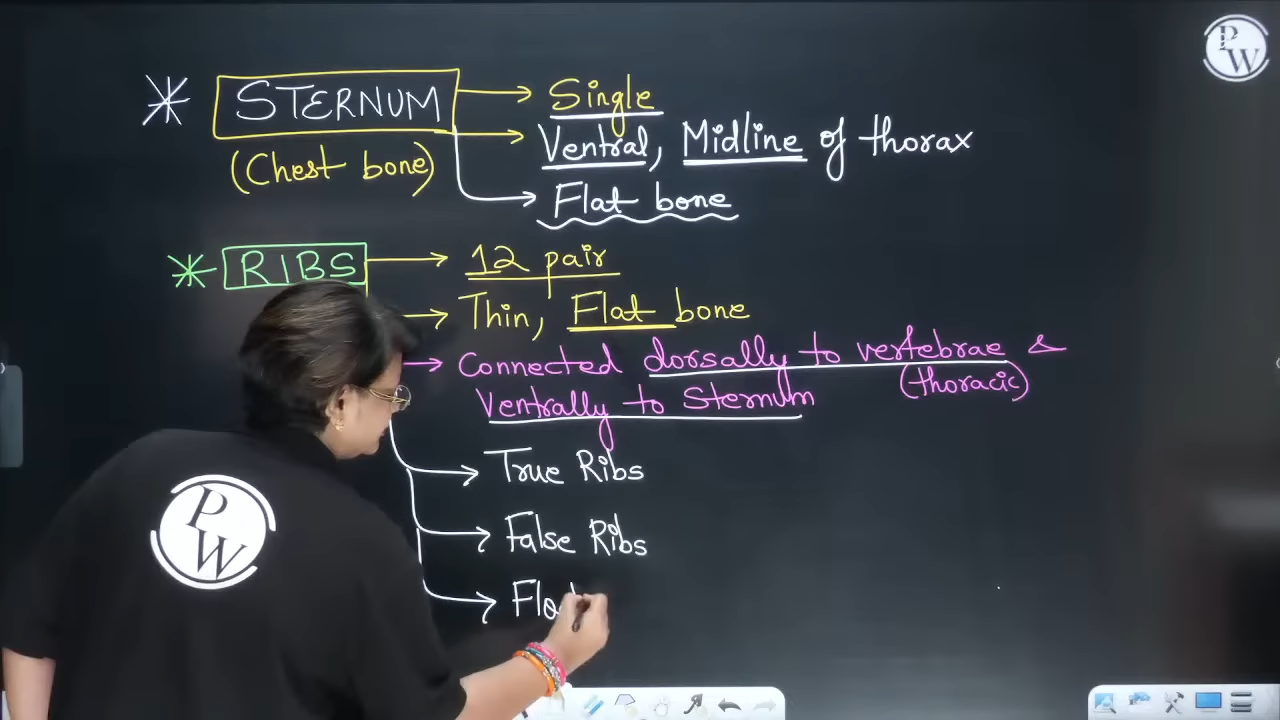 PW
* STERNUM → Single
(Chest bone) → Ventral, Midline of thorax
→ Flat bone
* RIBS → 12 pair
→ Thin, Flat bone
→ Connected dorsally to vertebrae &
(thoracic)
Ventrally to Sternum
→ True Ribs
→ False Ribs
→ Floa
PW